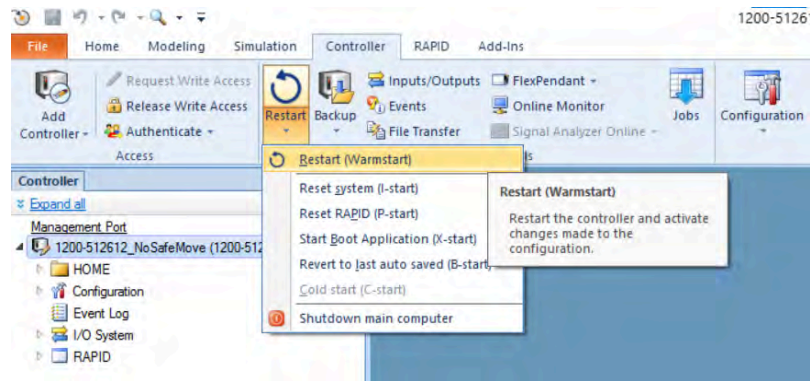 1200-5126
File Home Modeling Simulation Controller RAPID Add-Ins
Add Controller
Request Write Access
Release Write Access
Authenticate
Access
Restart
Backup
Inputs/Outputs
Events
File Transfer
FlexPendant
Online Monitor
Signal Analyzer Online
ls
Jobs
Configuration
Restart (Warmstart)
Reset system (I-start)
Reset RAPID (P-start)
Start Boot Application (X-start)
Revert to last auto saved (B-start)
Cold start (C-start)
Shutdown main computer
Restart (Warmstart)
Restart the controller and activate
changes made to the
configuration.
Controller
Expand all
Management Port
1200-512612_NoSafeMove (1200-512
HOME
Configuration
Event Log
I/O System
RAPID